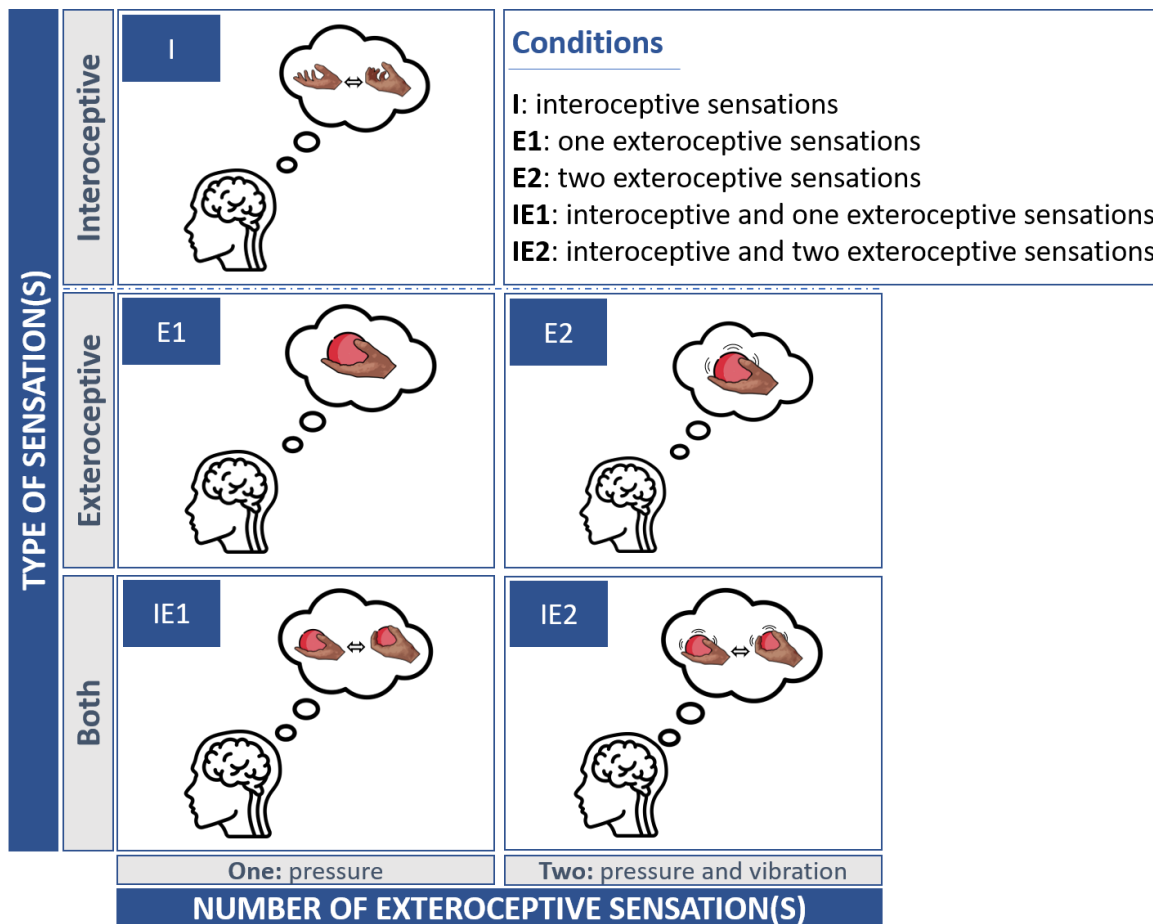 TYPE OF SENSATION(S)
Interoceptive
I
Conditions
I: interoceptive sensations
E1: one exteroceptive sensations
E2: two exteroceptive sensations
IE1: interoceptive and one exteroceptive sensations
IE2: interoceptive and two exteroceptive sensations
Exteroceptive
E1
E2
Both
IE1
IE2
One: pressure
Two: pressure and vibration
NUMBER OF EXTEROCEPTIVE SENSATION(S)